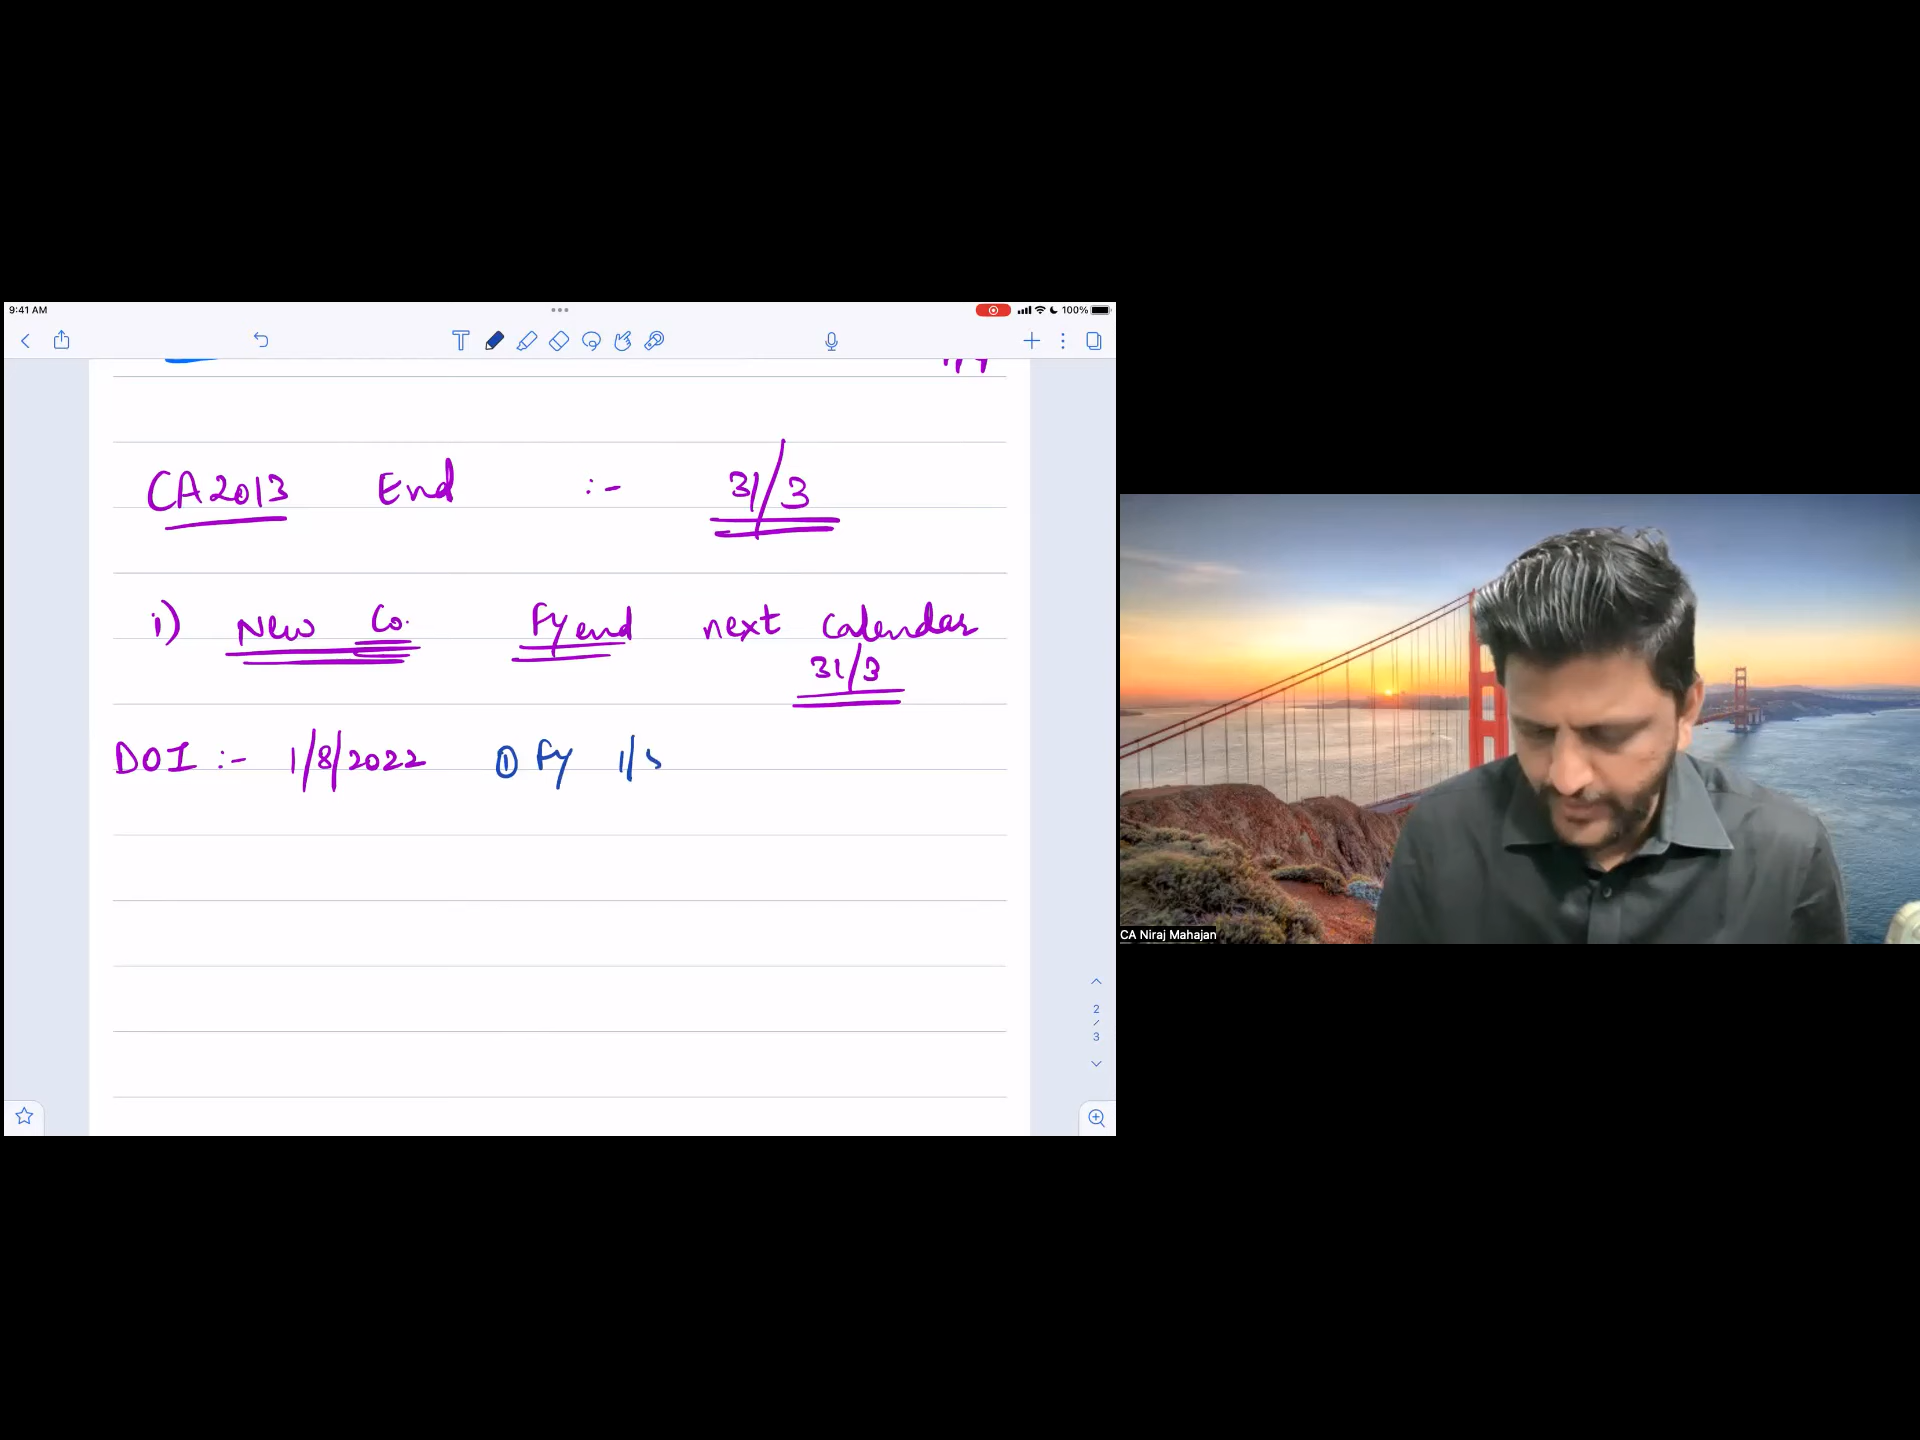 9:41 AM
100%
CA2013 End :- 31/3
i) New Co. Fy end next Calendar
31/3
DOI :- 1/8/2022 ① Fy 1/
CA Niraj Mahajan
2
/
3